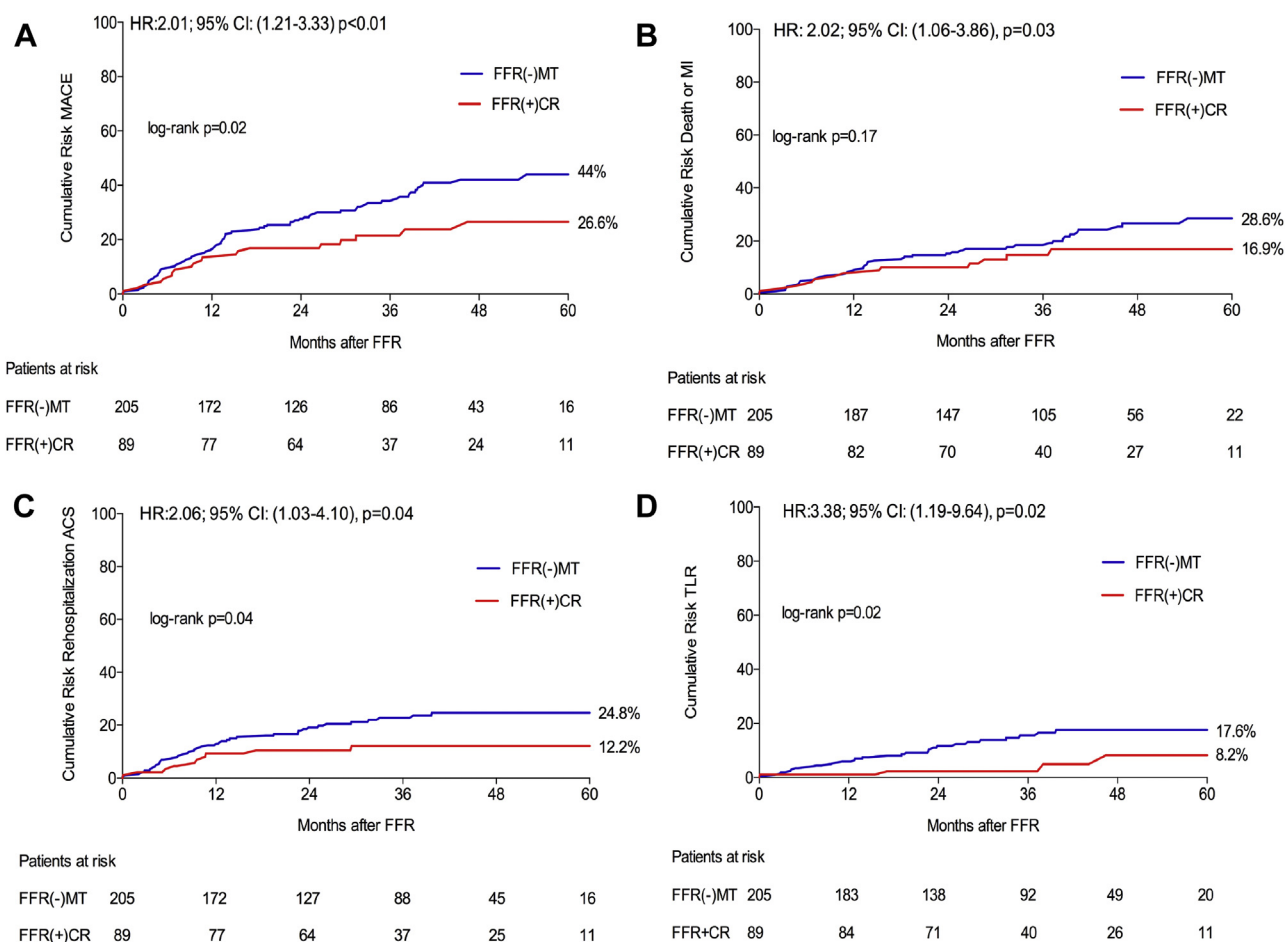 A
HR:2.01; 95% CI: (1.21-3.33) p<0.01
Cumulative Risk MACE
100
80
60
40
20
0
FFR(-)MT
FFR(+)CR
log-rank p=0.02
44%
26.6%
0 12 24 36 48 60
Months after FFR
Patients at risk
FFR(-)MT 205 172 126 86 43 16
FFR(+)CR 89 77 64 37 24 11
B
HR: 2.02; 95% CI: (1.06-3.86), p=0.03
Cumulative Risk Death or MI
100
80
60
40
20
0
FFR(-)MT
FFR(+)CR
log-rank p=0.17
28.6%
16.9%
0 12 24 36 48 60
Months after FFR
Patients at risk
FFR(-)MT 205 187 147 105 56 22
FFR(+)CR 89 82 70 40 27 11
C
HR:2.06; 95% CI: (1.03-4.10), p=0.04
Cumulative Risk Rehospitalization ACS
100
80
60
40
20
0
FFR(-)MT
FFR(+)CR
log-rank p=0.04
24.8%
12.2%
0 12 24 36 48 60
Months after FFR
Patients at risk
FFR(-)MT 205 172 127 88 45 16
FFR(+)CR 89 77 64 37 25 11
D
HR:3.38; 95% CI: (1.19-9.64), p=0.02
Cumulative Risk TLR
100
80
60
40
20
0
FFR(-)MT
FFR(+)CR
log-rank p=0.02
17.6%
8.2%
0 12 24 36 48 60
Months after FFR
Patients at risk
FFR(-)MT 205 183 138 92 49 20
FFR+CR 89 84 71 40 26 11